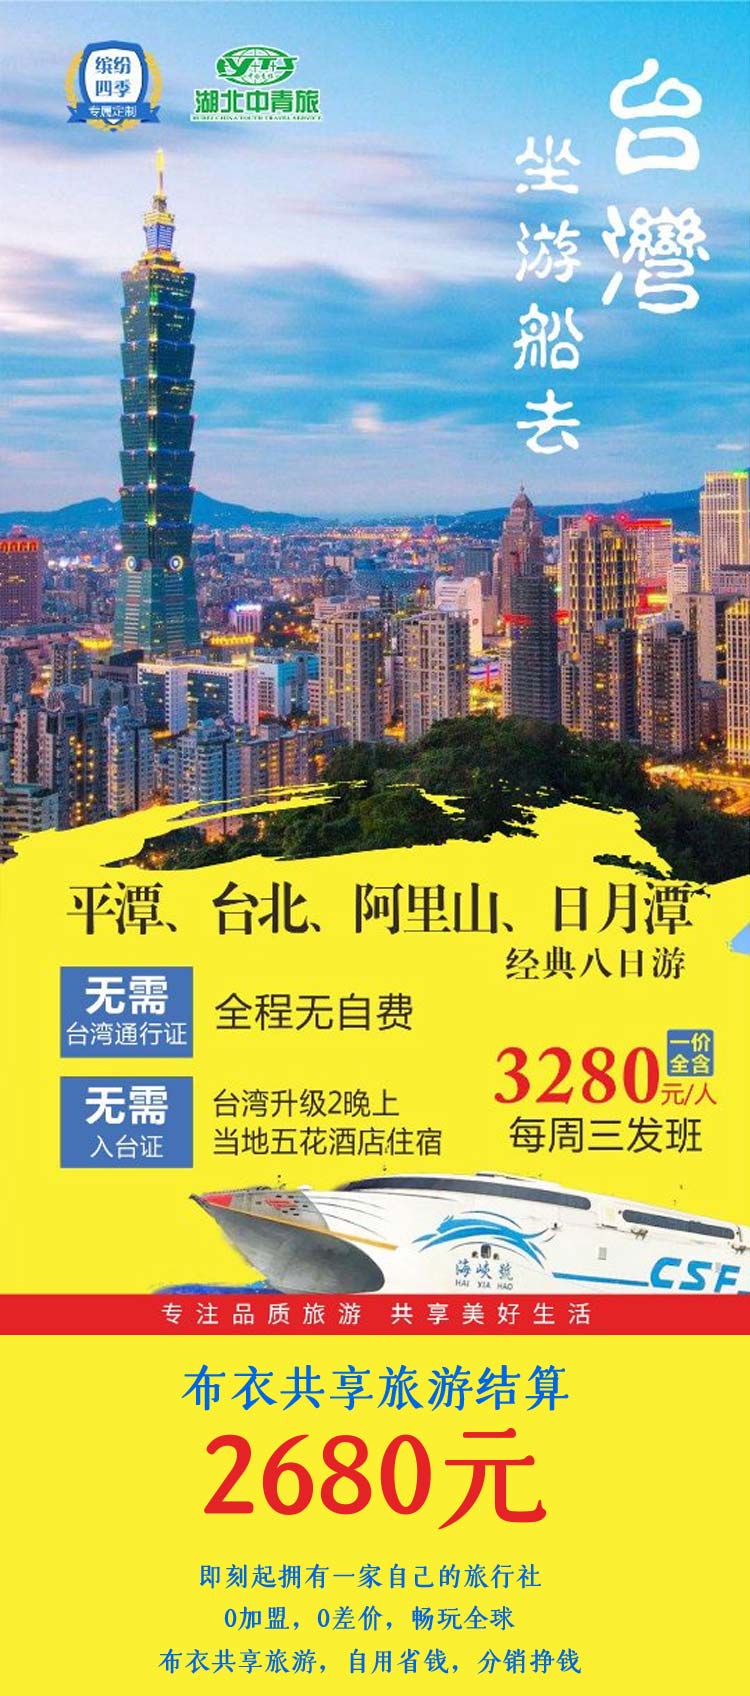 缤纷
四季
专属定制
湖北中青旅
HUBEI CHINA YOUTH TRAVEL SERVICE
台灣
坐游船去
平潭、台北、阿里山、日月潭
经典八日游
无需
台湾通行证
全程无自费
3280元/人
一价
全含
每周三发班
无需
入台证
台湾升级2晚上
当地五花酒店住宿
海峡號
HAI XIA HAO
CSF
专注品质旅游 共享美好生活
布衣共享旅游结算
2680元
即刻起拥有一家自己的旅行社
0加盟，0差价，畅玩全球
布衣共享旅游，自用省钱，分销挣钱